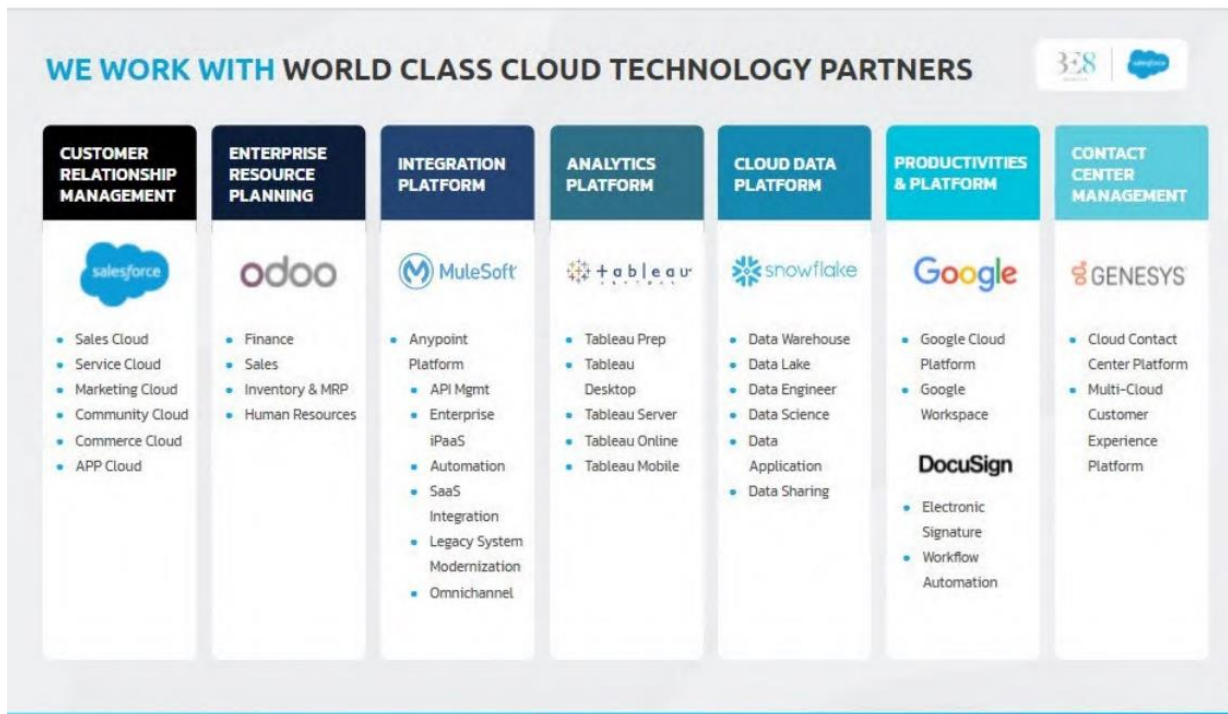 WE WORK WITH WORLD CLASS CLOUD TECHNOLOGY PARTNERS
salesforce
CUSTOMER
RELATIONSHIP
MANAGEMENT
salesforce
Sales Cloud
Service Cloud
Marketing Cloud
Community Cloud
Commerce Cloud
APP Cloud
ENTERPRISE
RESOURCE
PLANNING
odoo
Finance
Sales
Inventory & MRP
Human Resources
INTEGRATION
PLATFORM
MuleSoft
Anypoint
Platform
API Mgmt
Enterprise
iPaaS
Automation
SaaS
Integration
Legacy System
Modernization
Omnichannel
ANALYTICS
PLATFORM
tableau
Tableau Prep
Tableau
Desktop
Tableau Server
Tableau Online
Tableau Mobile
CLOUD DATA
PLATFORM
snowflake
Data Warehouse
Data Lake
Data Engineer
Data Science
Data
Application
Data Sharing
PRODUCTIVITIES
& PLATFORM
Google
Google Cloud
Platform
Google
Workspace
DocuSign
Electronic
Signature
Workflow
Automation
CONTACT
CENTER
MANAGEMENT
GENESYS
Cloud Contact
Center Platform
Multi-Cloud
Customer
Experience
Platform